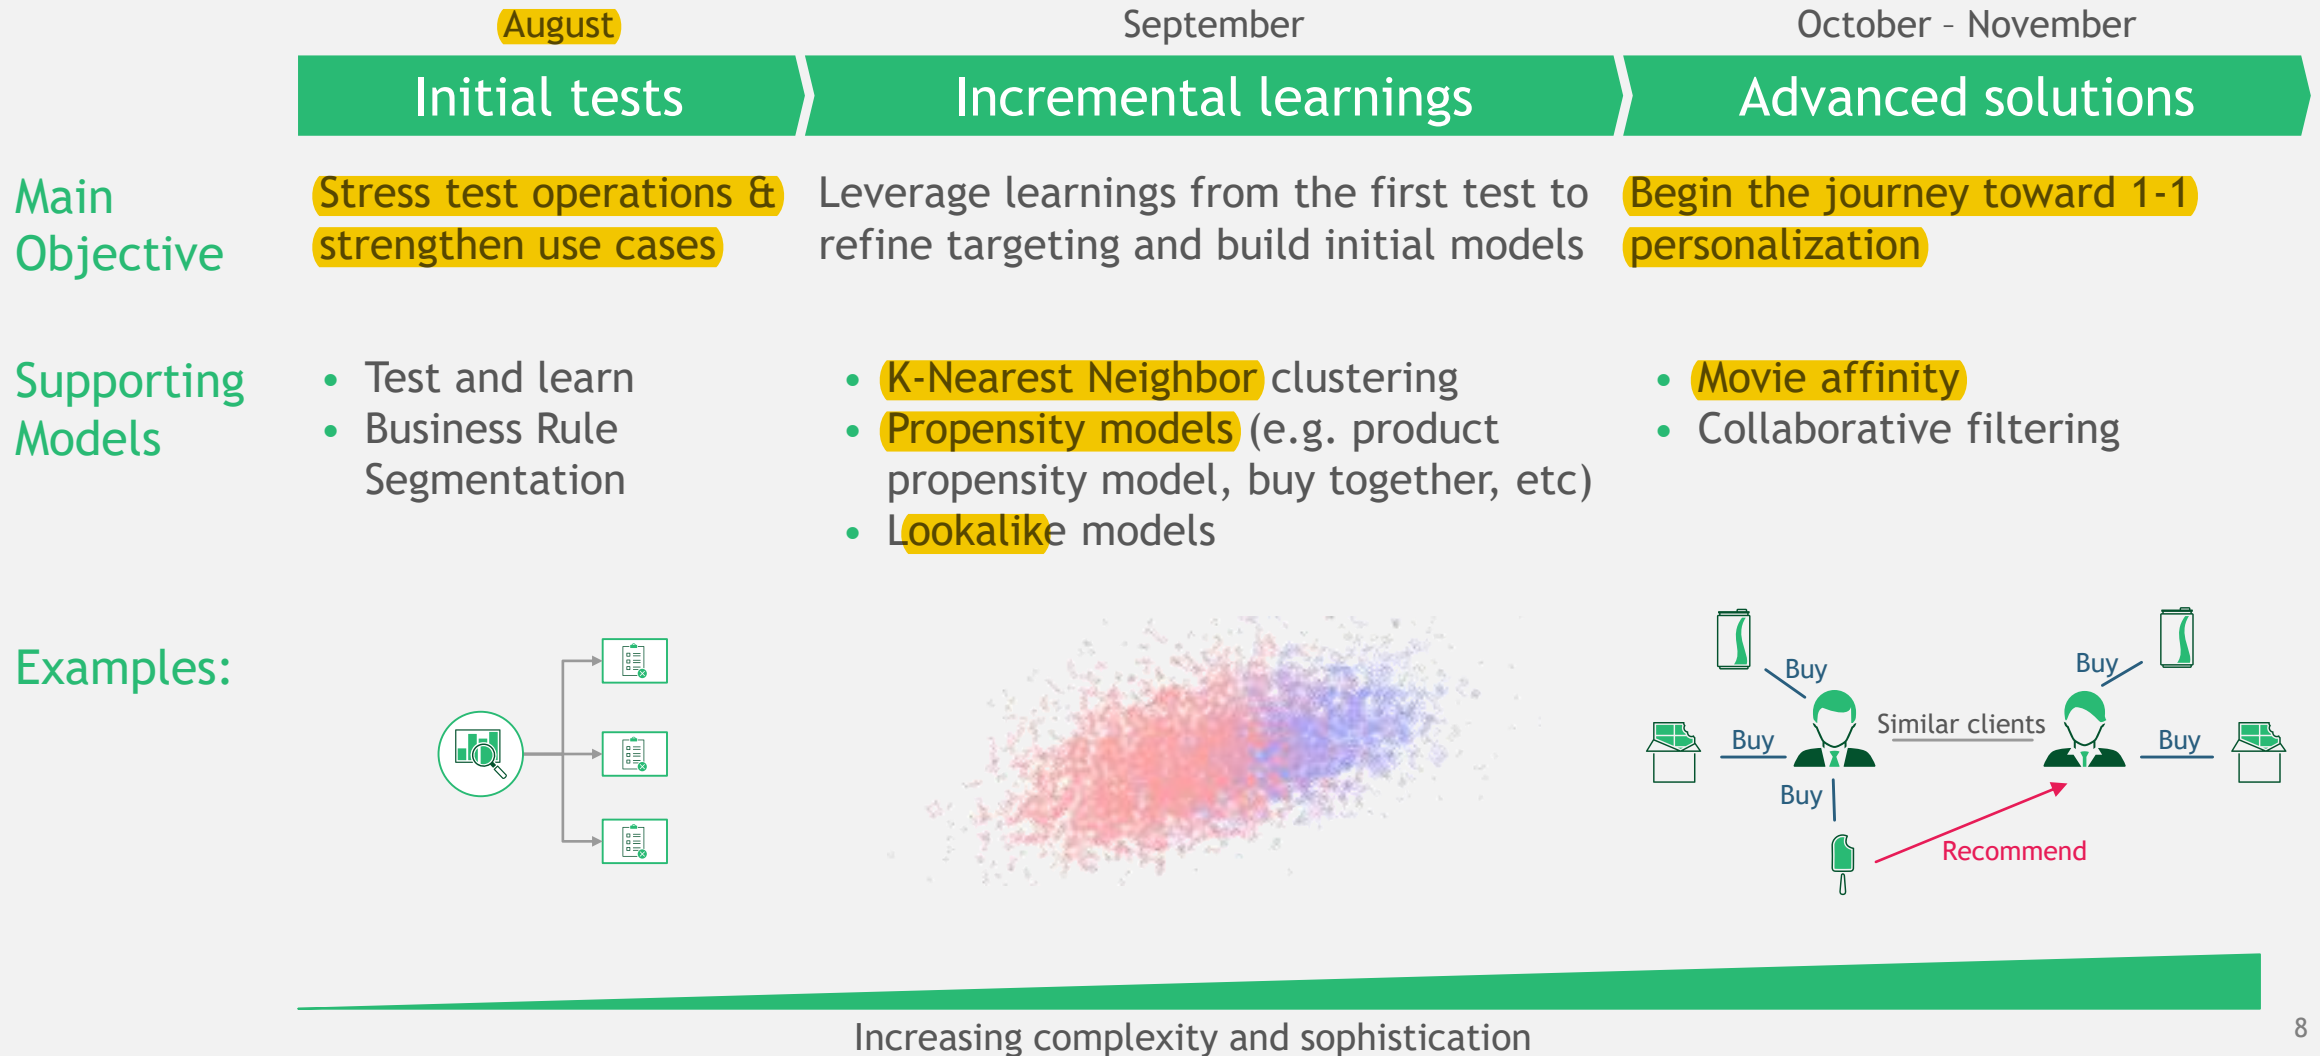 August
September
October – November
Initial tests
Incremental learnings
Advanced solutions
Main
Objective
Stress test operations &
strengthen use cases
Leverage learnings from the first test to
refine targeting and build initial models
Begin the journey toward 1-1
personalization
Supporting
Models
• Test and learn
• Business Rule
Segmentation
• K-Nearest Neighbor clustering
• Propensity models (e.g. product
propensity model, buy together, etc)
• Lookalike models
• Movie affinity
• Collaborative filtering
Examples:
Buy
Buy
Similar clients
Buy
Buy
Buy
Recommend
Increasing complexity and sophistication
8